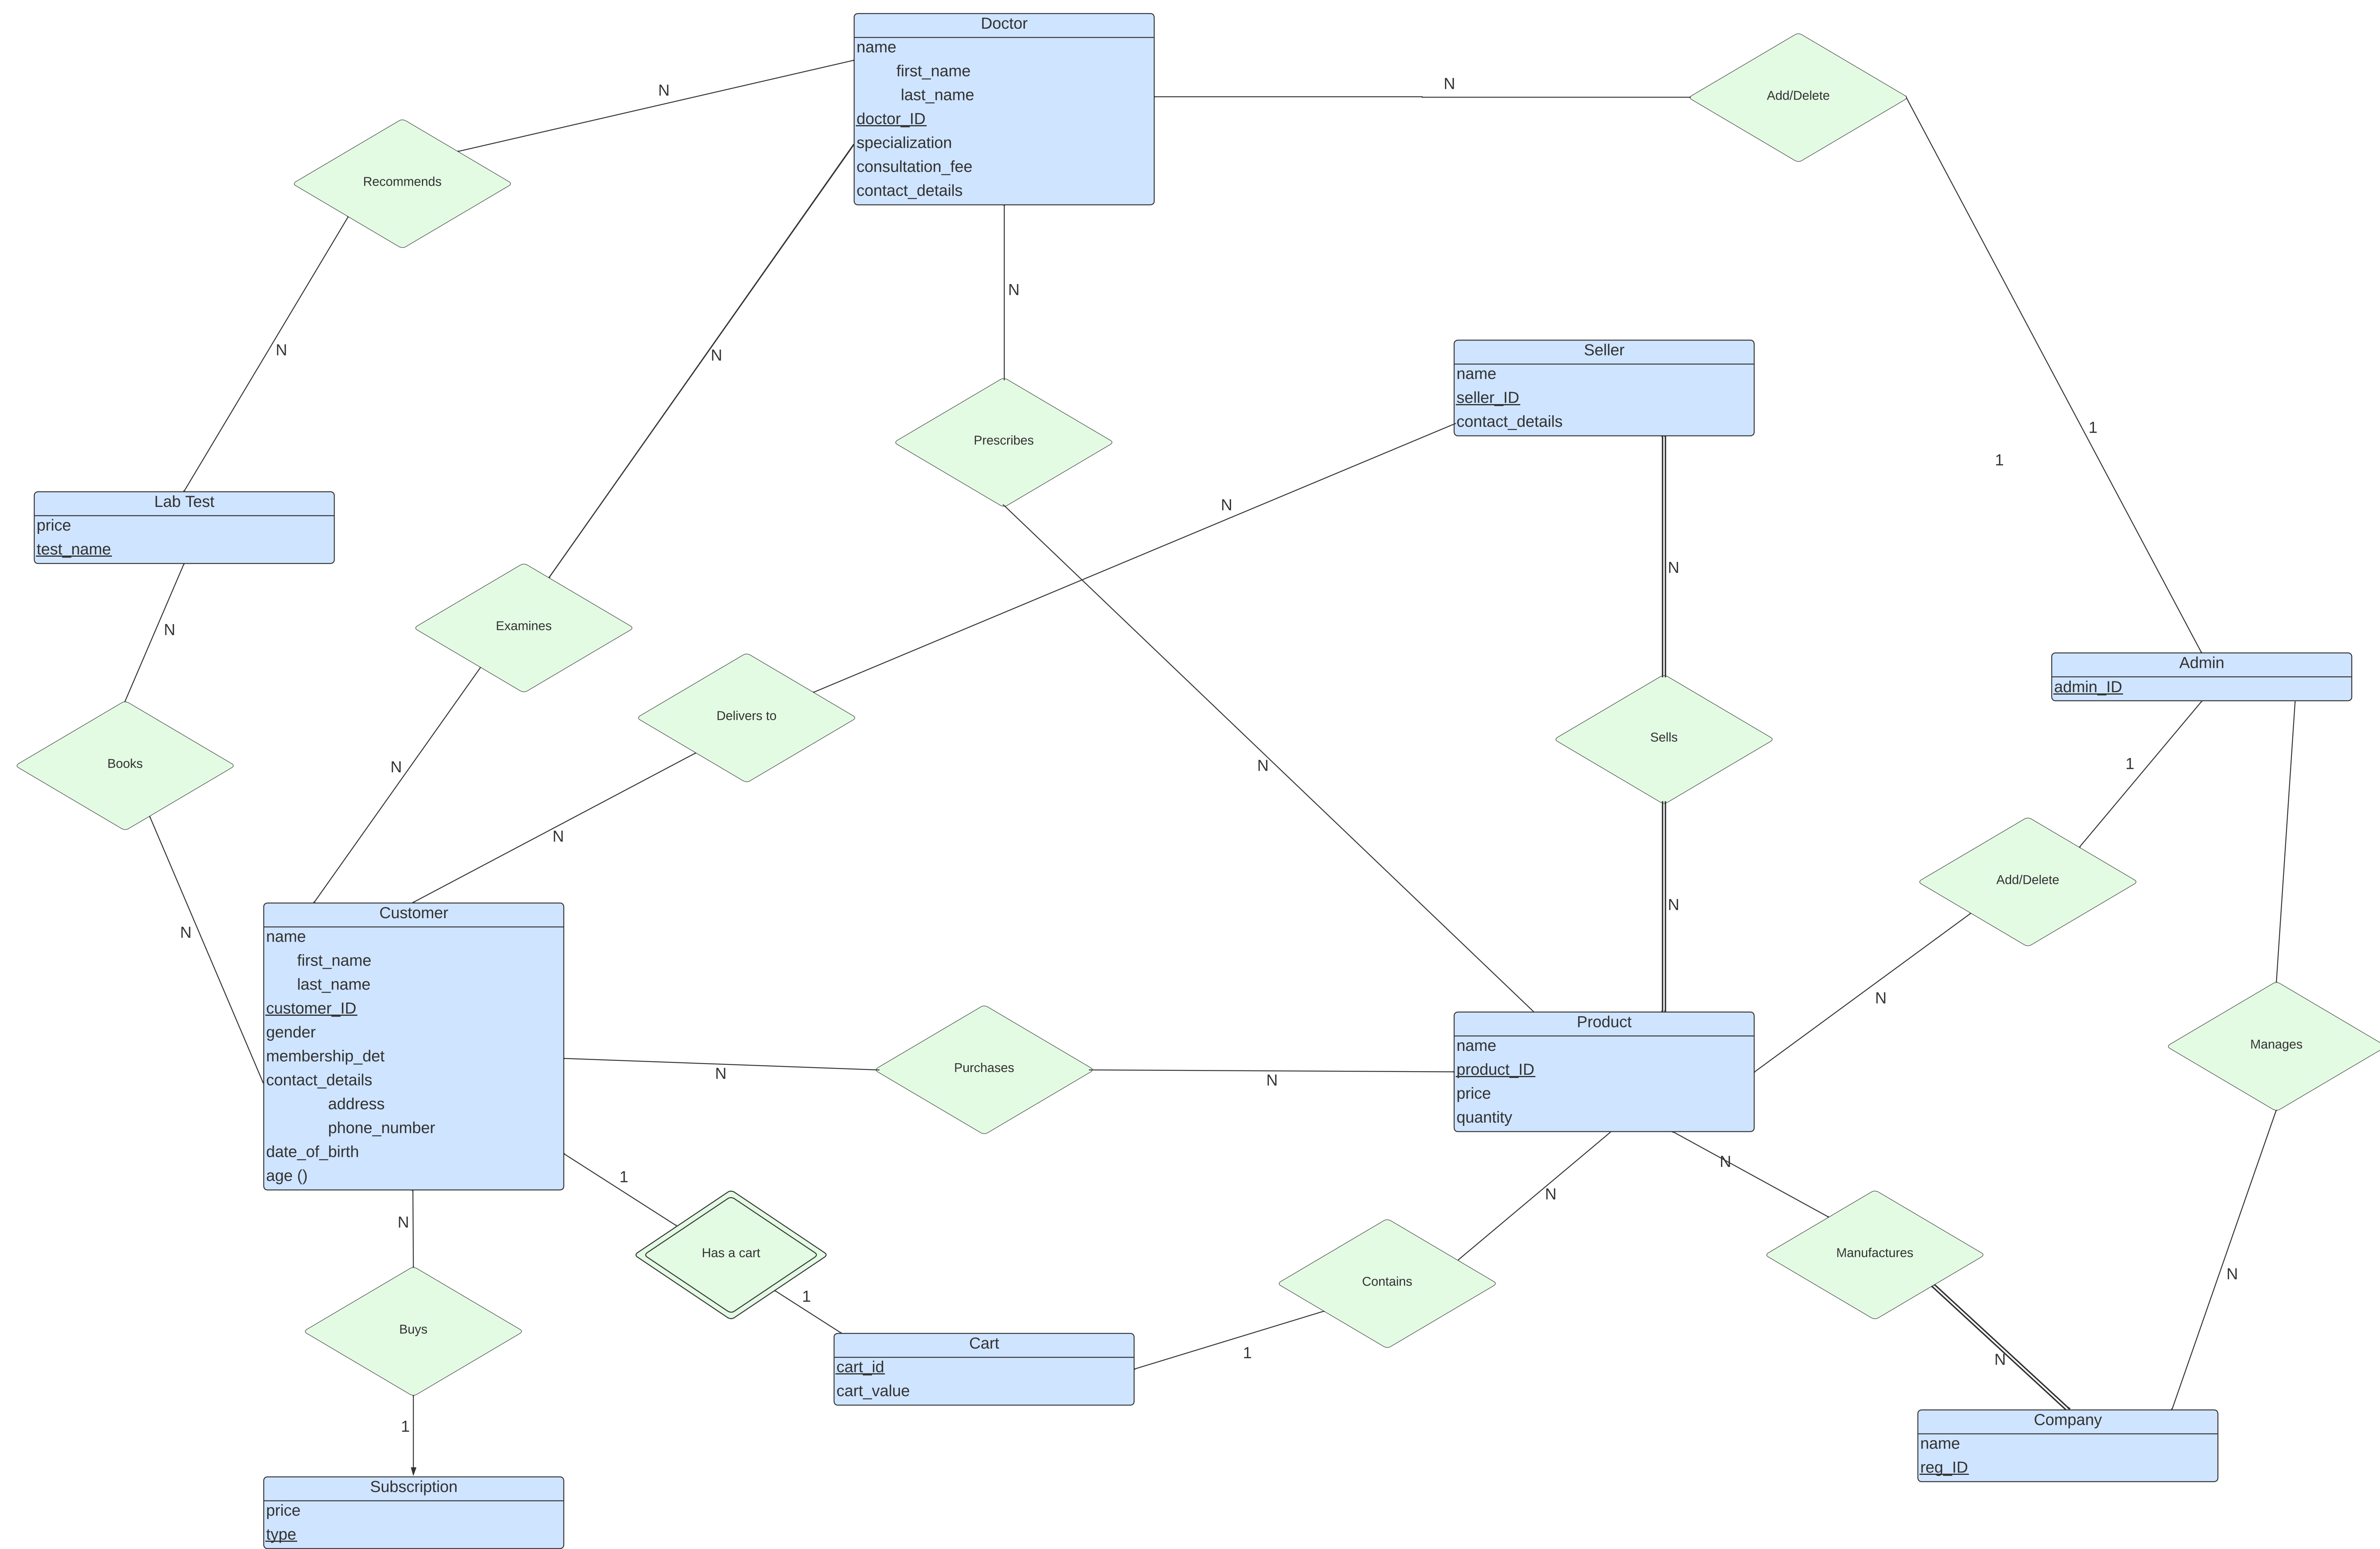 Doctor
name
first_name
last_name
doctor_ID
specialization
consultation_fee
contact_details
N
Add/Delete
N
Recommends
N
N
Prescribes
N
Seller
name
seller_ID
contact_details
N
1
1
Lab Test
price
test_name
N
N
N
Examines
Admin
admin_ID
Delivers to
Sells
Books
N
N
1
N
Add/Delete
N
N
Customer
name
first_name
last_name
customer_ID
gender
membership_det
contact_details
address
phone_number
date_of_birth
age ()
N
Product
name
product_ID
price
quantity
Manages
Purchases
N
N
N
1
N
N
Has a cart
Manufactures
Contains
N
1
N
Buys
Cart
cart_id
cart_value
1
N
1
Company
name
reg_ID
Subscription
price
type